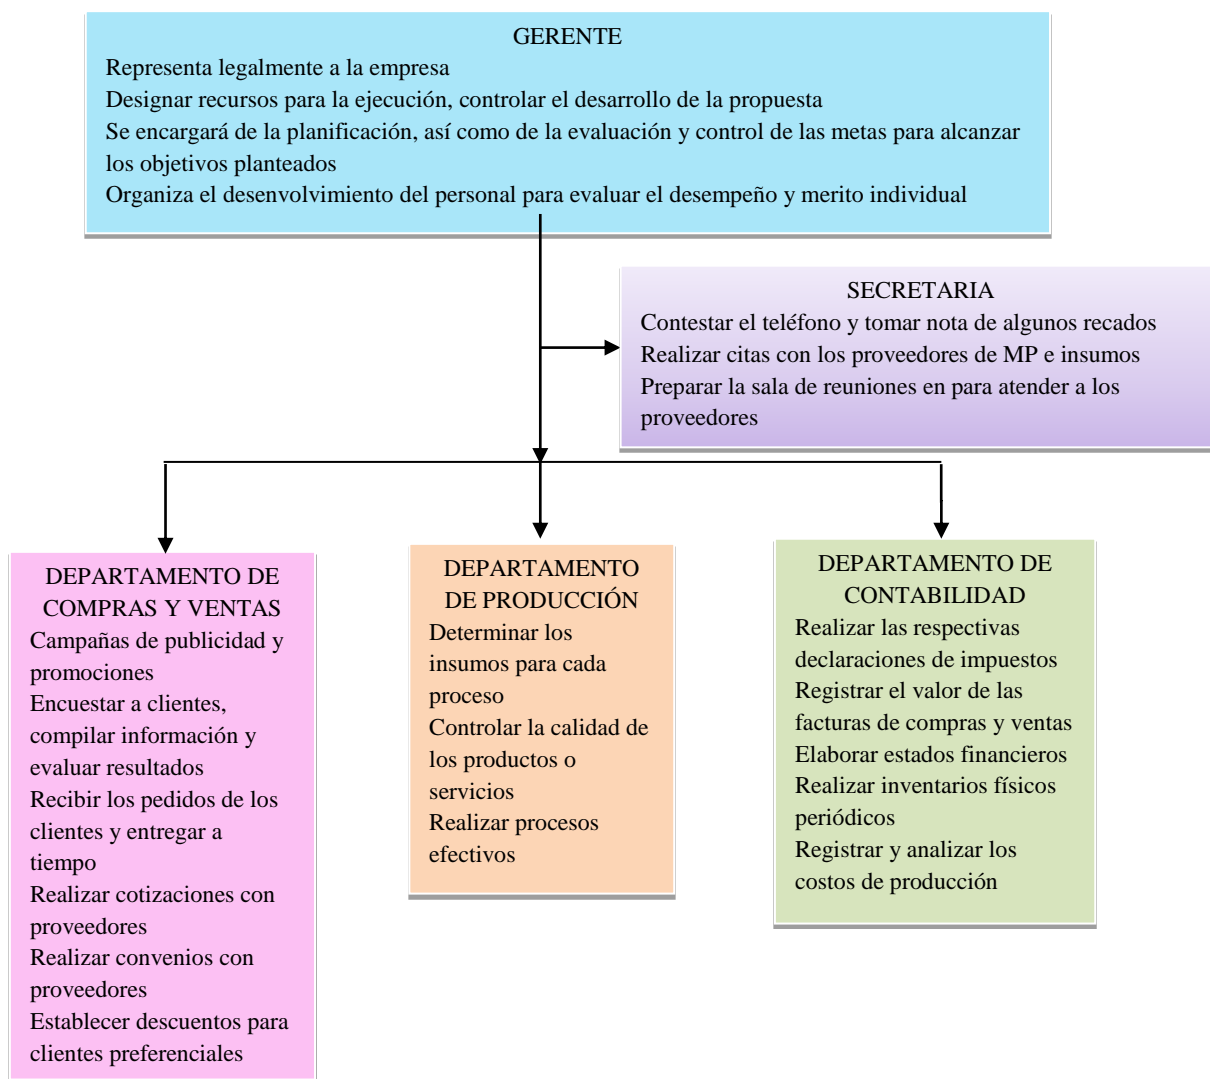 GERENTE
Representa legalmente a la empresa
Designar recursos para la ejecución, controlar el desarrollo de la propuesta
Se encargará de la planificación, así como de la evaluación y control de las metas para alcanzar
los objetivos planteados
Organiza el desenvolvimiento del personal para evaluar el desempeño y merito individual
SECRETARIA
Contestar el teléfono y tomar nota de algunos recados
Realizar citas con los proveedores de MP e insumos
Preparar la sala de reuniones en para atender a los
proveedores
DEPARTAMENTO DE
COMPRAS Y VENTAS
Campañas de publicidad y
promociones
Encuestar a clientes,
compilar información y
evaluar resultados
Recibir los pedidos de los
clientes y entregar a
tiempo
Realizar cotizaciones con
proveedores
Realizar convenios con
proveedores
Establecer descuentos para
clientes preferenciales
DEPARTAMENTO
DE PRODUCCIÓN
Determinar los
insumos para cada
proceso
Controlar la calidad de
los productos o
servicios
Realizar procesos
efectivos
DEPARTAMENTO DE
CONTABILIDAD
Realizar las respectivas
declaraciones de impuestos
Registrar el valor de las
facturas de compras y ventas
Elaborar estados financieros
Realizar inventarios físicos
periódicos
Registrar y analizar los
costos de producción